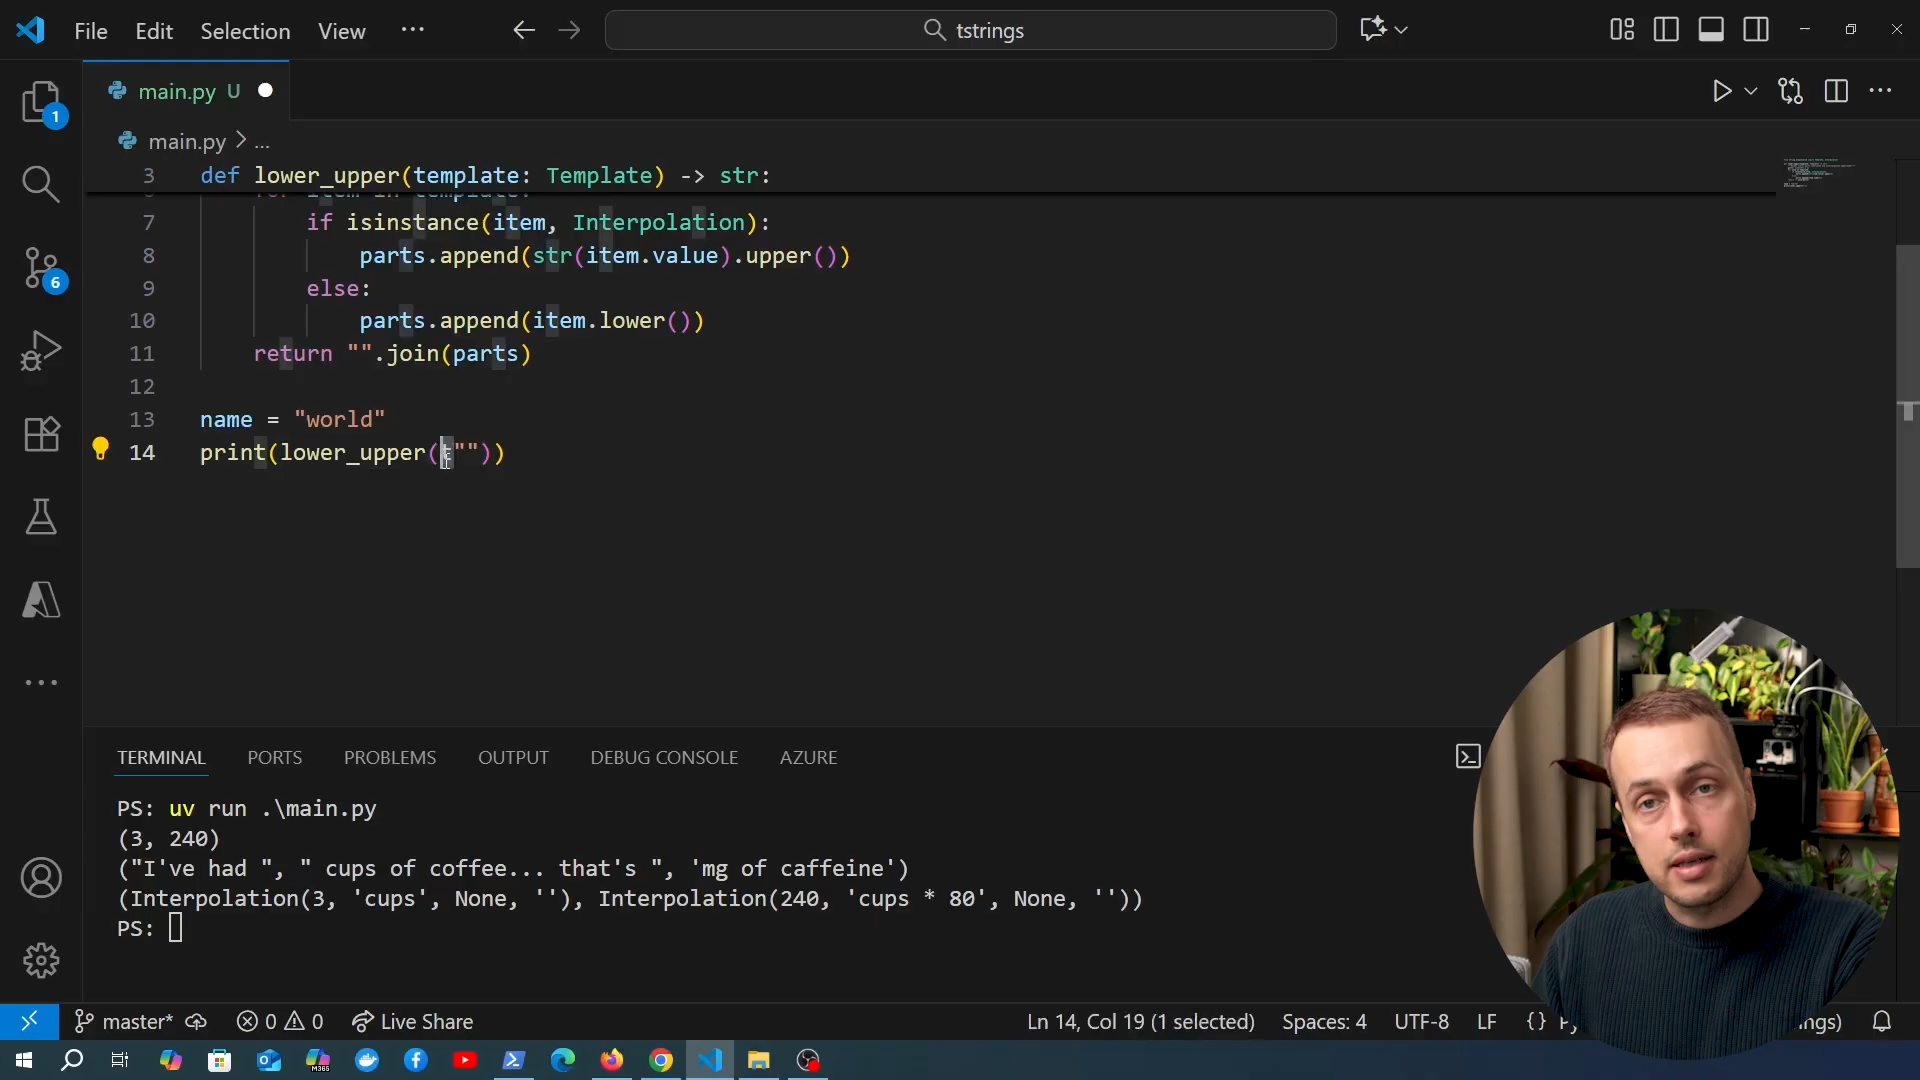 File Edit Selection View ...
tstrings
main.py U
main.py > ...
3 def lower_upper(template: Template) -> str:
7 if isinstance(item, Interpolation):
8 parts.append(str(item.value).upper())
9 else:
10 parts.append(item.lower())
11 return "".join(parts)
12
13 name = "world"
14 print(lower_upper(t""))
1
6
TERMINAL PORTS PROBLEMS OUTPUT DEBUG CONSOLE AZURE
PS: uv run .\main.py
(3, 240)
("I've had ", " cups of coffee... that's ", 'mg of caffeine')
(Interpolation(3, 'cups', None, ''), Interpolation(240, 'cups * 80', None, ''))
PS:
master* 0 0 Live Share Ln 14, Col 19 (1 selected) Spaces: 4 UTF-8 LF {}
M365